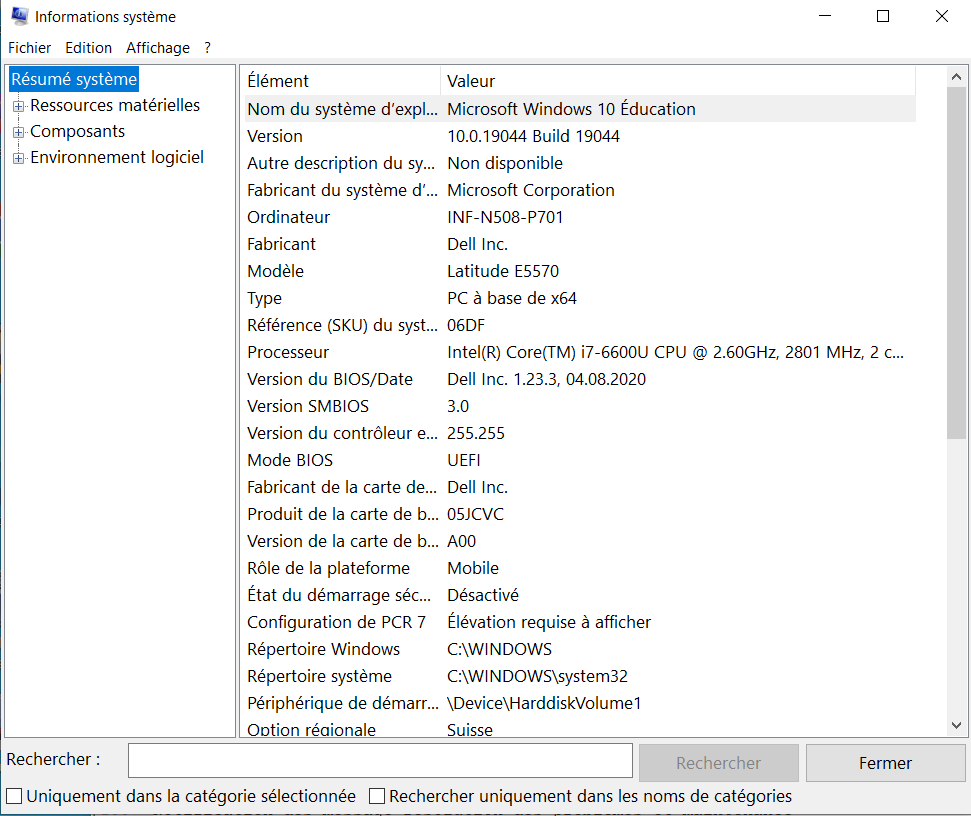 Informations système
Fichier Edition Affichage ?
Résumé système
Ressources matérielles
Composants
Environnement logiciel
Élément Valeur
Nom du système d'expl... Microsoft Windows 10 Éducation
Version 10.0.19044 Build 19044
Autre description du sy... Non disponible
Fabricant du système d'... Microsoft Corporation
Ordinateur INF-N508-P701
Fabricant Dell Inc.
Modèle Latitude E5570
Type PC à base de x64
Référence (SKU) du syst... 06DF
Processeur Intel(R) Core(TM) i7-6600U CPU @ 2.60GHz, 2801 MHz, 2 c...
Version du BIOS/Date Dell Inc. 1.23.3, 04.08.2020
Version SMBIOS 3.0
Version du contrôleur e... 255.255
Mode BIOS UEFI
Fabricant de la carte de... Dell Inc.
Produit de la carte de b... 05JCVC
Version de la carte de b... A00
Rôle de la plateforme Mobile
État du démarrage séc... Désactivé
Configuration de PCR 7 Élévation requise à afficher
Répertoire Windows C:\WINDOWS
Répertoire système C:\WINDOWS\system32
Périphérique de démarr... \Device\HarddiskVolume1
Option régionale Suisse
Rechercher :
Rechercher Fermer
Uniquement dans la catégorie sélectionnée Rechercher uniquement dans les noms de catégories